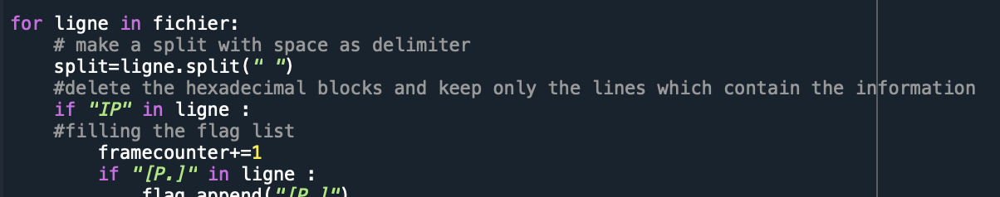 for ligne in fichier:
# make a split with space as delimiter
split=ligne.split(" ")
#delete the hexadecimal blocks and keep only the lines which contain the information
if "IP" in ligne :
#filling the flag list
framecounter+=1
if "[P.]" in ligne :
flag.append("[P.]")